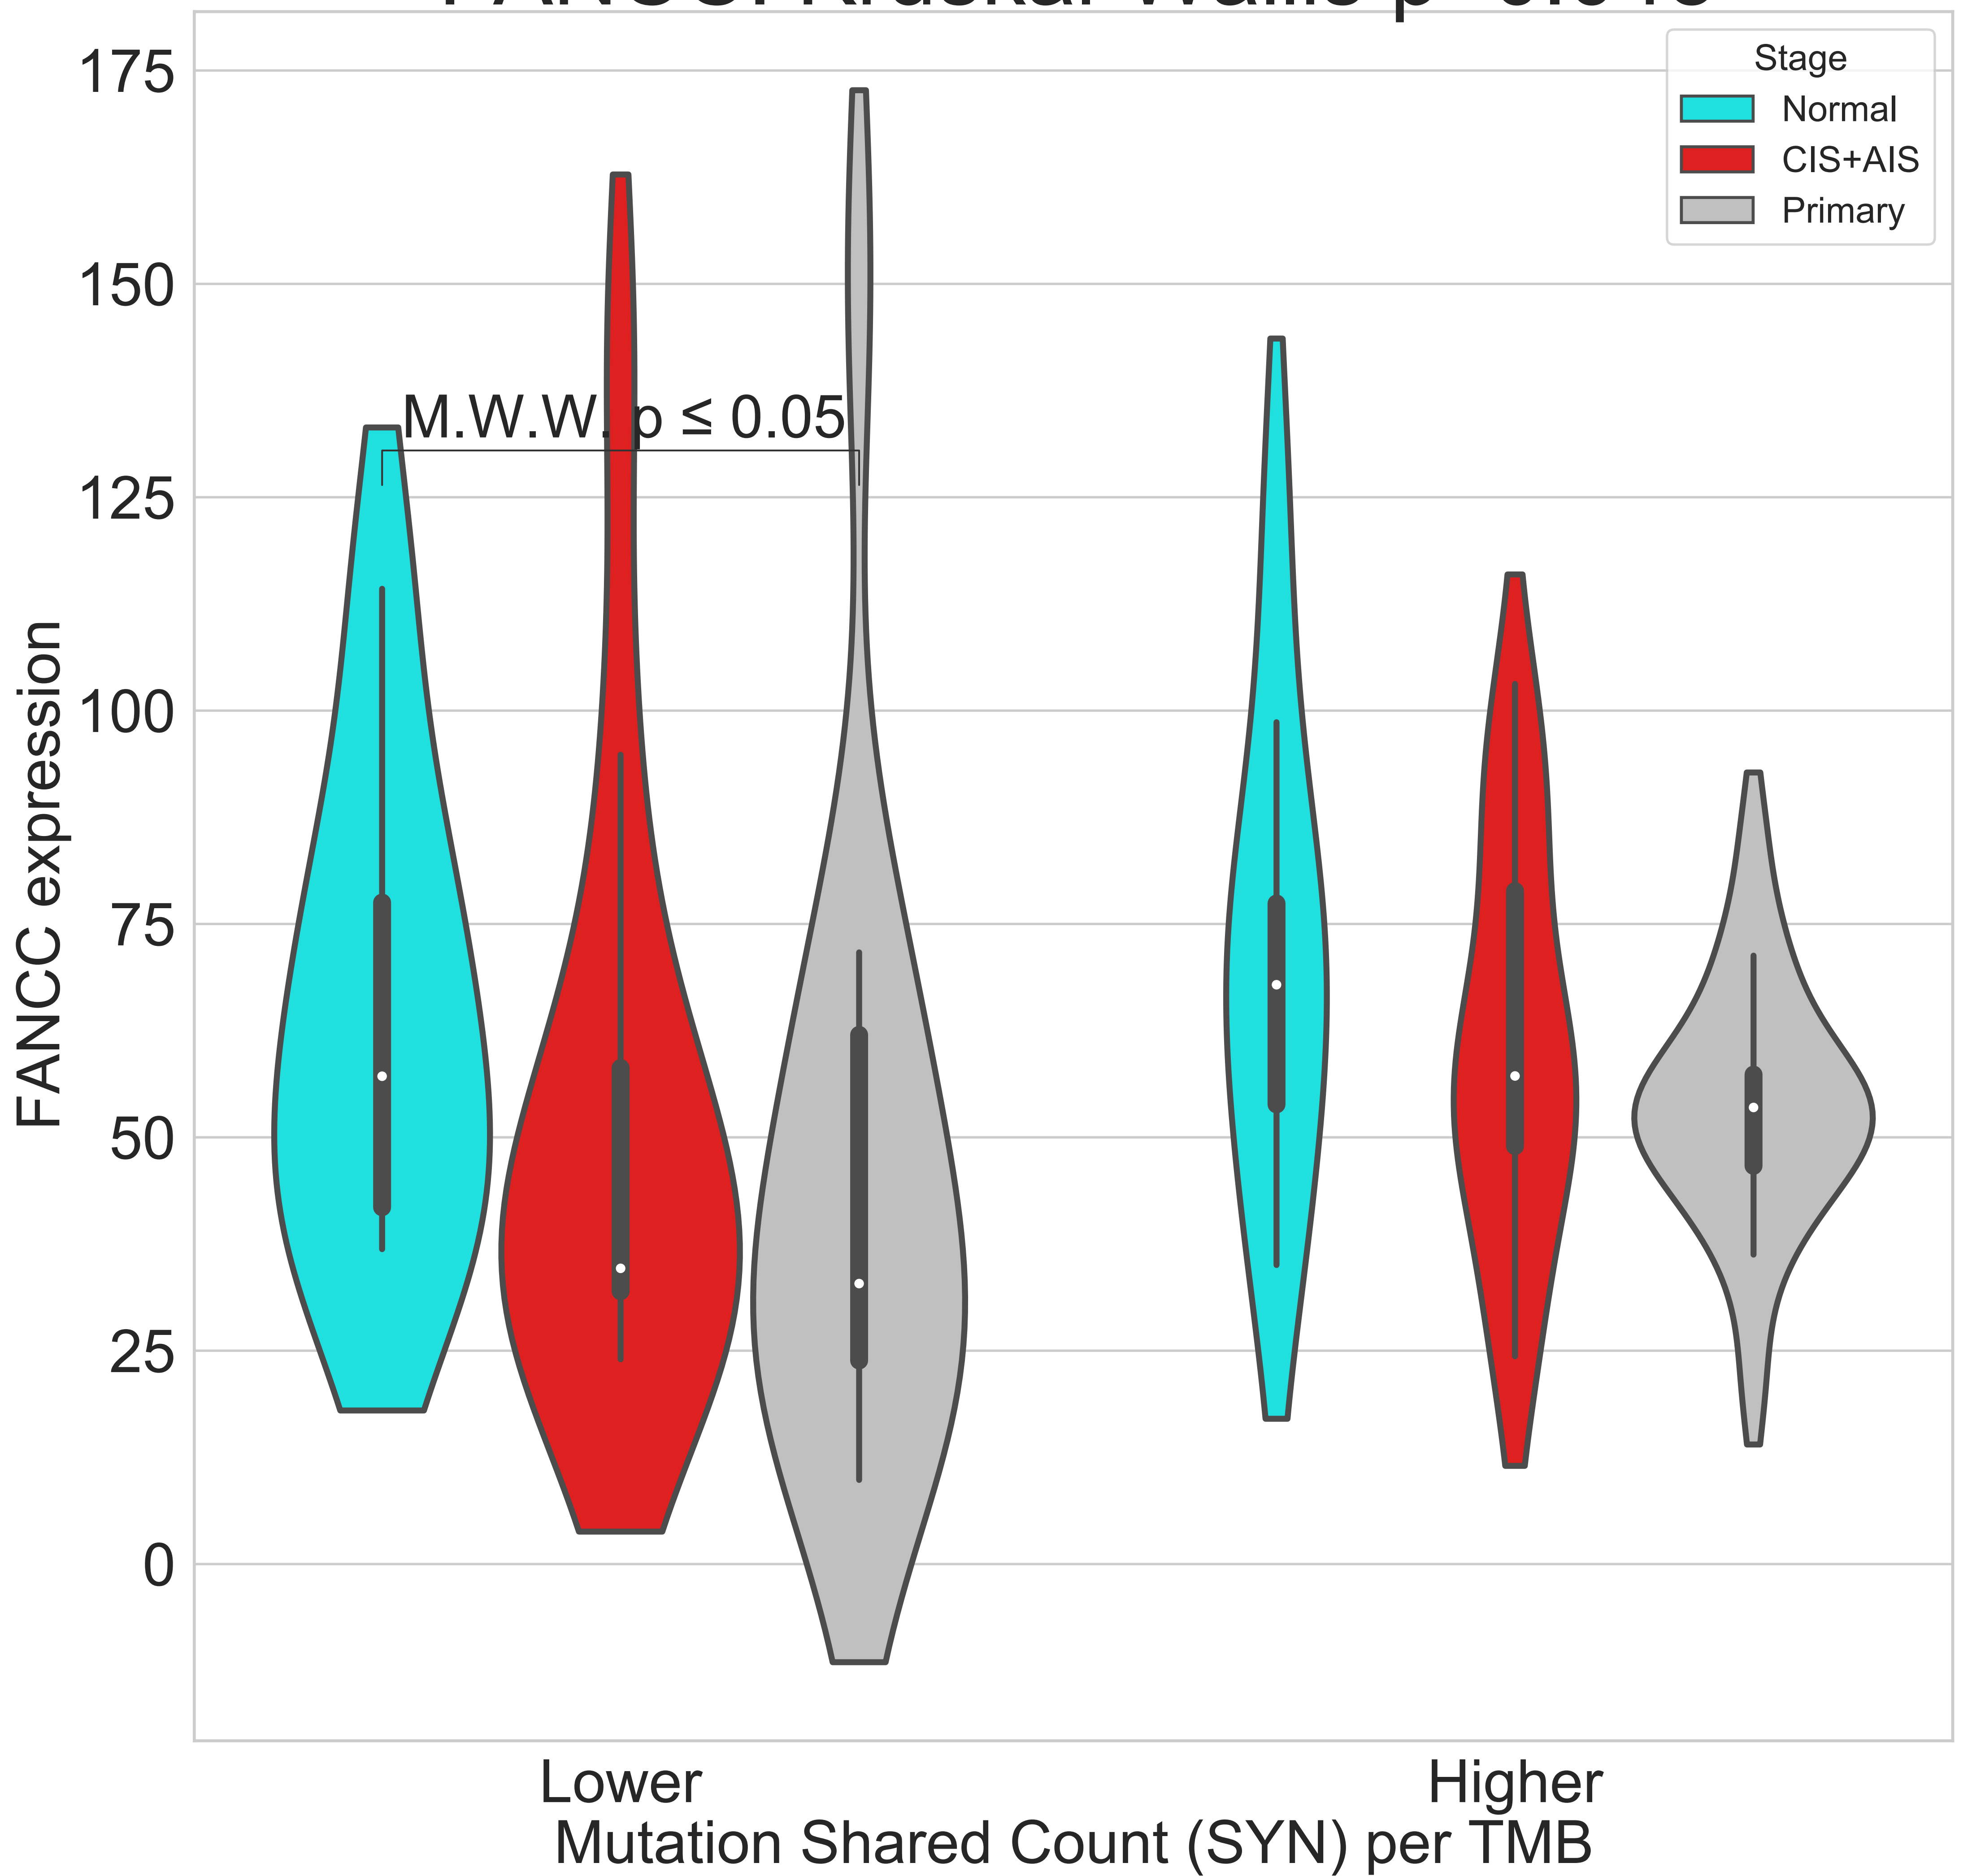 175
150
125
100
75
50
25
0
FANCC expression
Stage
Normal
CIS+AIS
Primary
M.W.W. p ≤ 0.05
Lower
Higher
Mutation Shared Count (SYN) per TMB